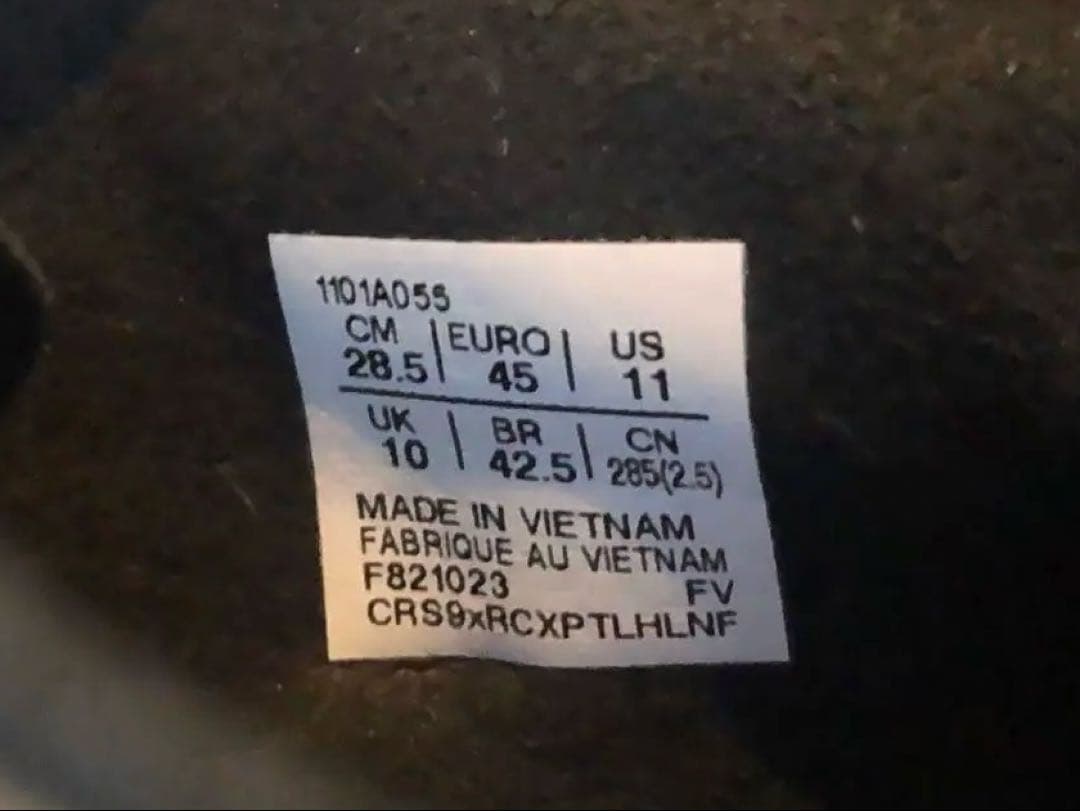 1101A055
CM | EURO | US
28.5 | 45 | 11
UK | BR | CN
10 | 42.5 | 285(2.5)
MADE IN VIETNAM
FABRIQUE AU VIETNAM
F821023 FV
CRS9xRCXPTLHLNF